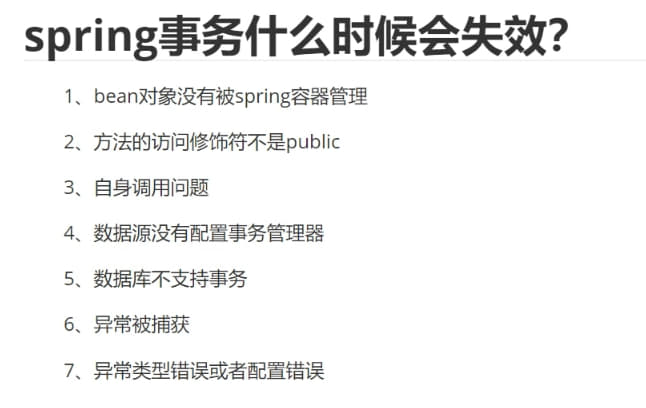 spring事务什么时候会失效?
1、bean对象没有被spring容器管理
2、方法的访问修饰符不是public
3、自身调用问题
4、数据源没有配置事务管理器
5、数据库不支持事务
6、异常被捕获
7、异常类型错误或者配置错误